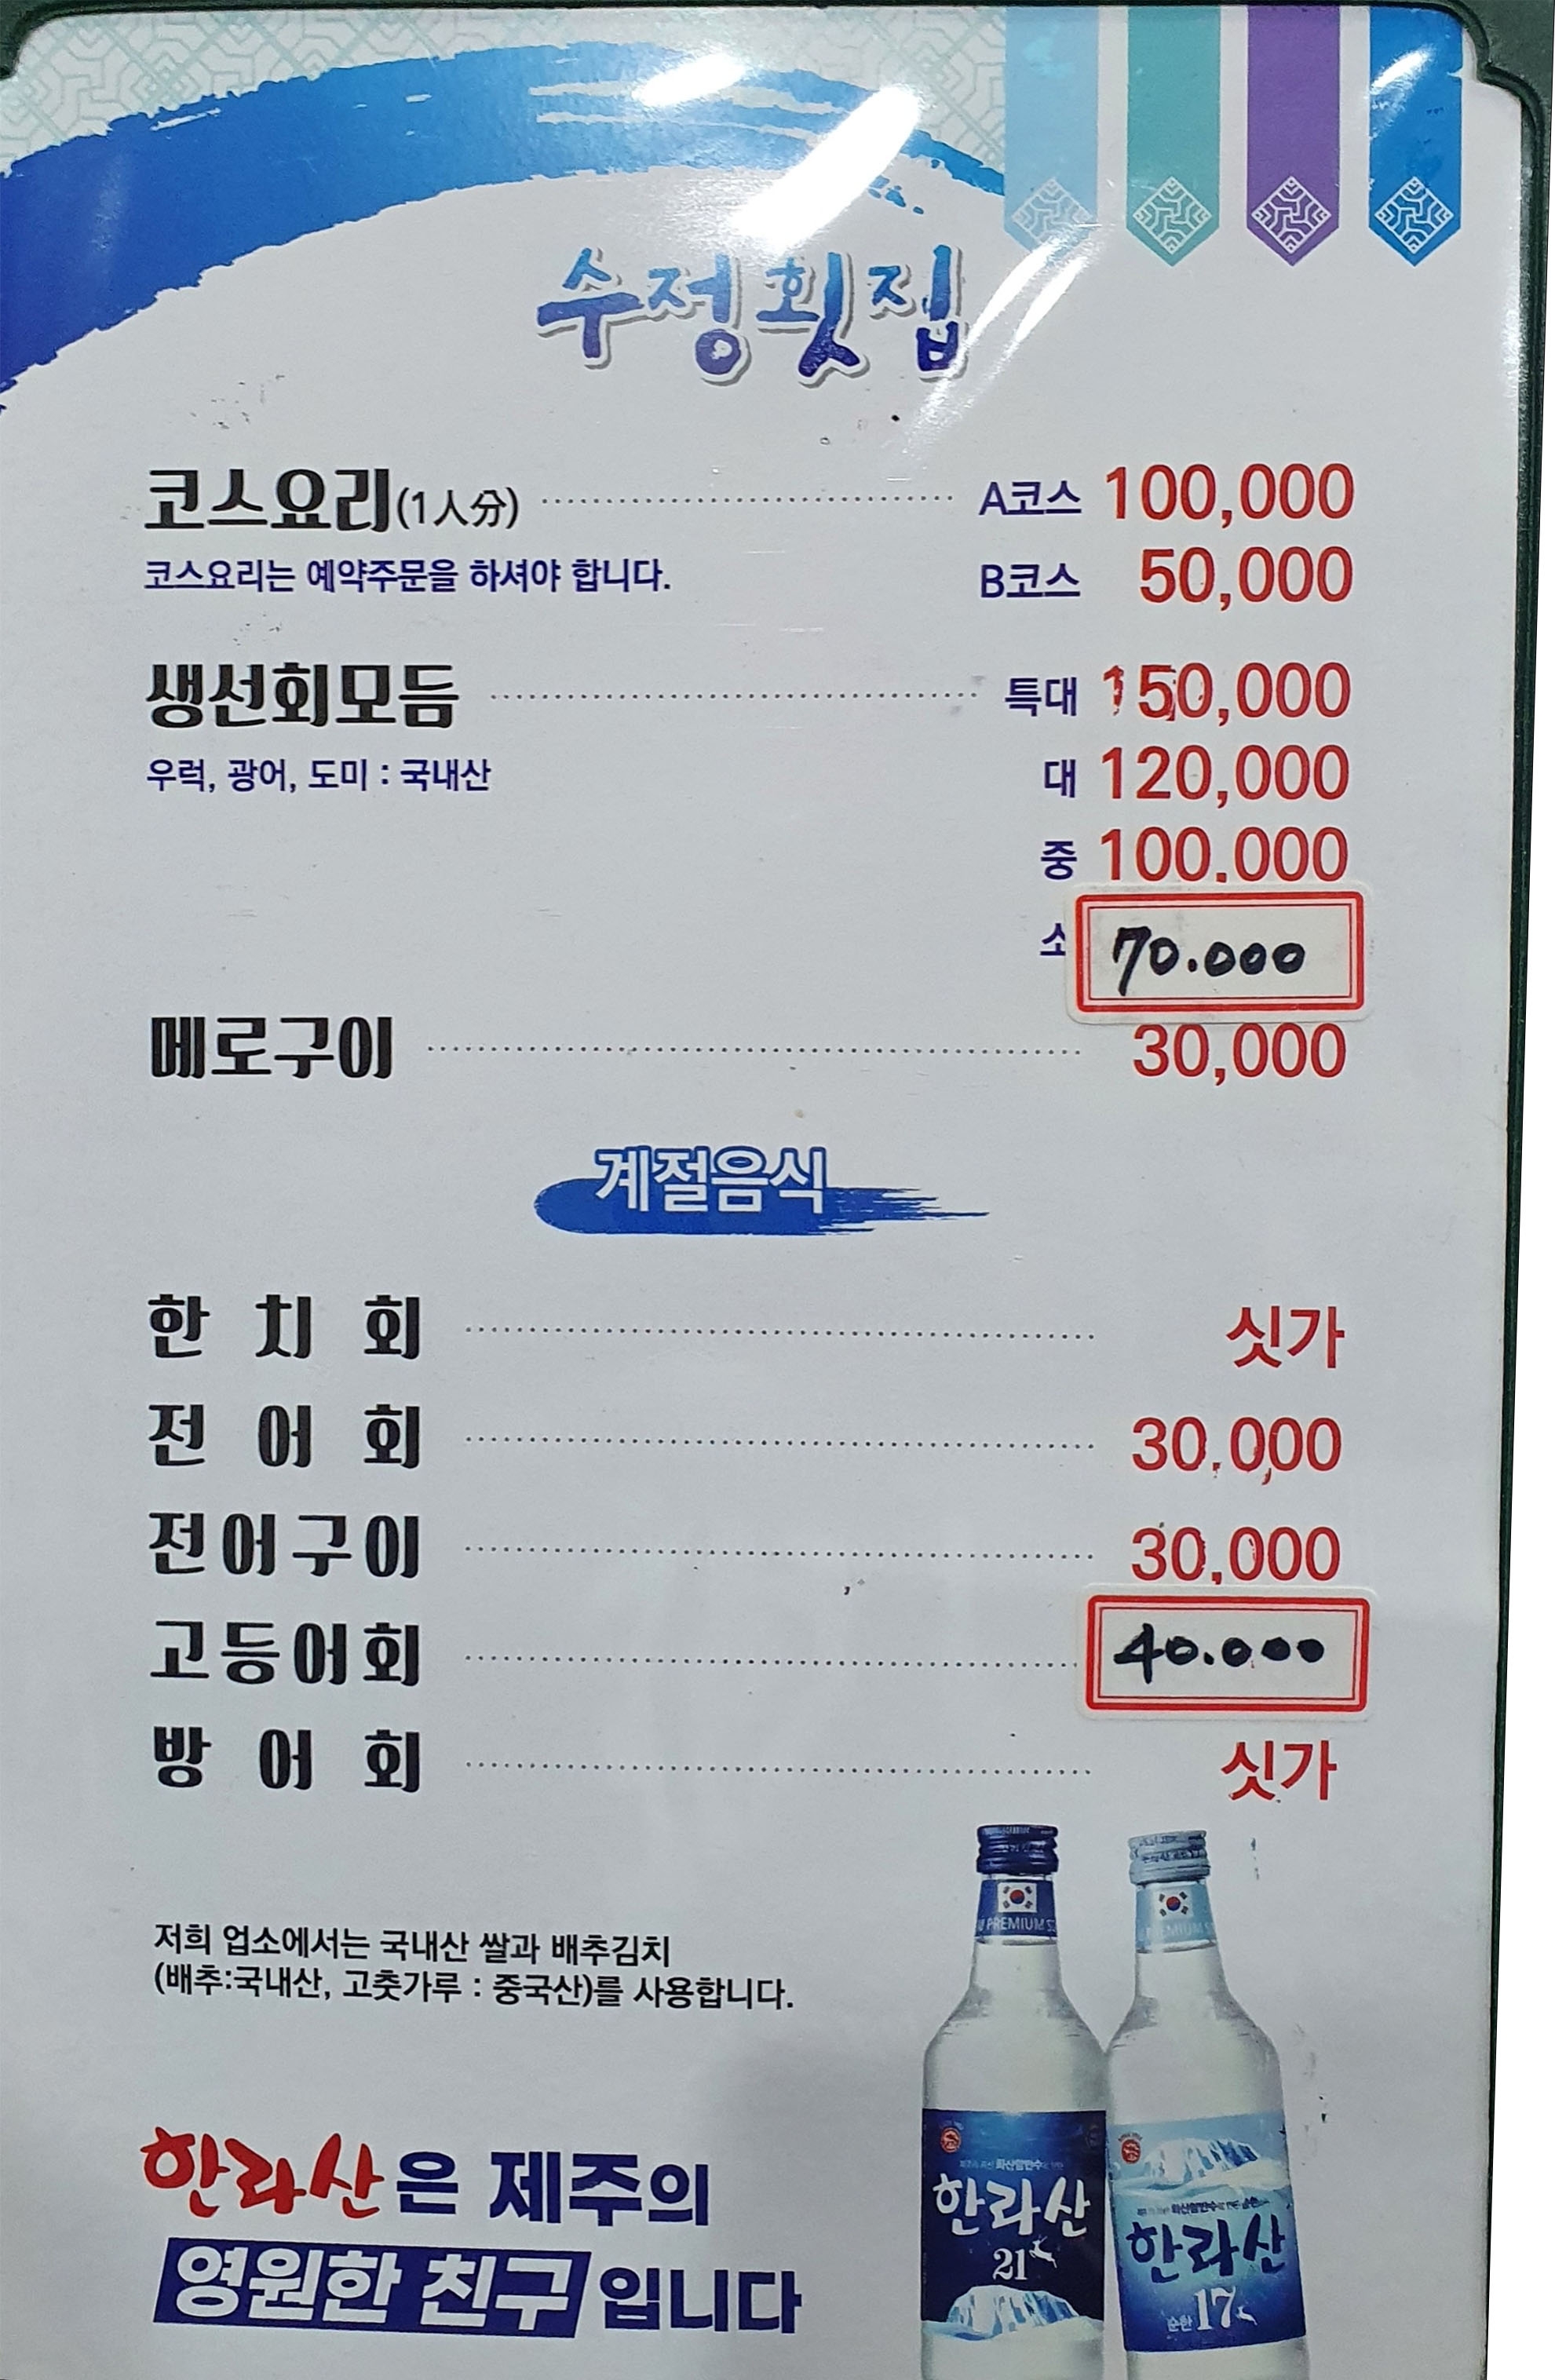 수정횟집
코스요리(1人分) A코스 100,000
코스요리는 예약주문을 하셔야 합니다. B코스 50,000
생선회모듬 특대 150,000
우럭, 광어, 도미 : 국내산 대 120,000
중 100,000
소 70.000
메로구이 30,000
계절음식
한치회 싯가
전어회 30,000
전어구이 30,000
고등어회 40.000
방어회 싯가
저희 업소에서는 국내산 쌀과 배추김치
(배추:국내산, 고춧가루 : 중국산)를 사용합니다.
한라산은 제주의
영원한 친구 입니다
PREMIUM
PREMIUM
한라산
21
한라산
순한 17